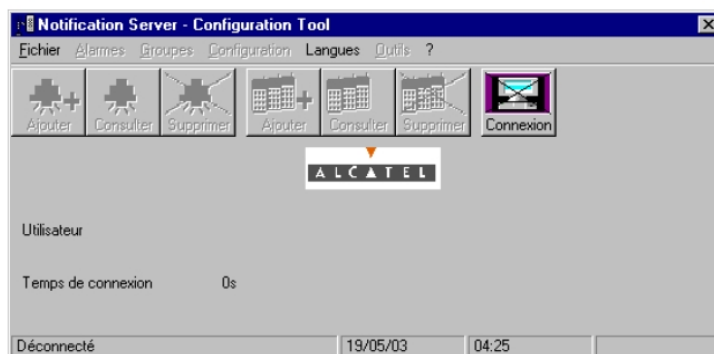 Notification Server - Configuration Tool
Fichier Alarmes Groupes Configuration Langues Outils ?
Ajouter Consulter Supprimer Ajouter Consulter Supprimer Connexion
ALCATEL
Utilisateur
Temps de connexion 0s
Déconnecté 19/05/03 04:25